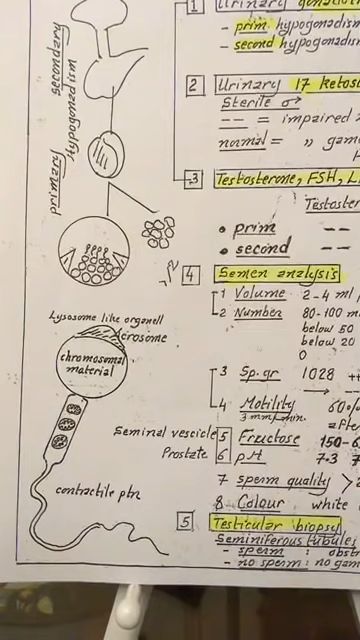 1 Urinary
- prim hypogonadism
- second hypogonadism
2 Urinary 17 ketos
Sterile ♂
-- = impaired
normal = " gam
3 Testosterone, FSH, L
Testoster
• prim --
• second --
4 Semen analysis
1 Volume 2-4 ml
2 Number 80-100 m
below 50
below 20
0
3 Sp.gr 1028 ++
4 Motility 60%
3 mm/min. afte
Seminal vescicle 5 Fructose 150-6
Prostate 6 pH 7.3 7
7 sperm quality >
8 Colour white
5 Testicular biopsy
Seminiferous tubules
- sperm : obst
- no sperm : no gam
secondary
hypogonadism
primary
Lysosome like organell
Acrosome
chromosomal
material
contractile ptn